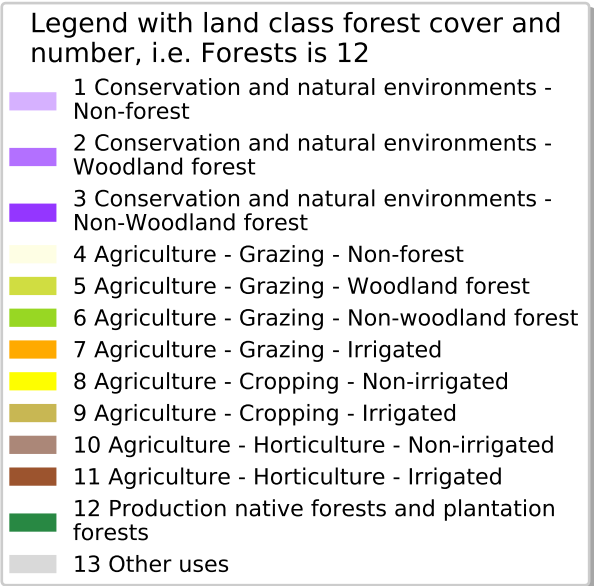 Legend with land class forest cover and
number, i.e. Forests is 12
1 Conservation and natural environments -
Non-forest
2 Conservation and natural environments -
Woodland forest
3 Conservation and natural environments -
Non-Woodland forest
4 Agriculture - Grazing - Non-forest
5 Agriculture - Grazing - Woodland forest
6 Agriculture - Grazing - Non-woodland forest
7 Agriculture - Grazing - Irrigated
8 Agriculture - Cropping - Non-irrigated
9 Agriculture - Cropping - Irrigated
10 Agriculture - Horticulture - Non-irrigated
11 Agriculture - Horticulture - Irrigated
12 Production native forests and plantation
forests
13 Other uses